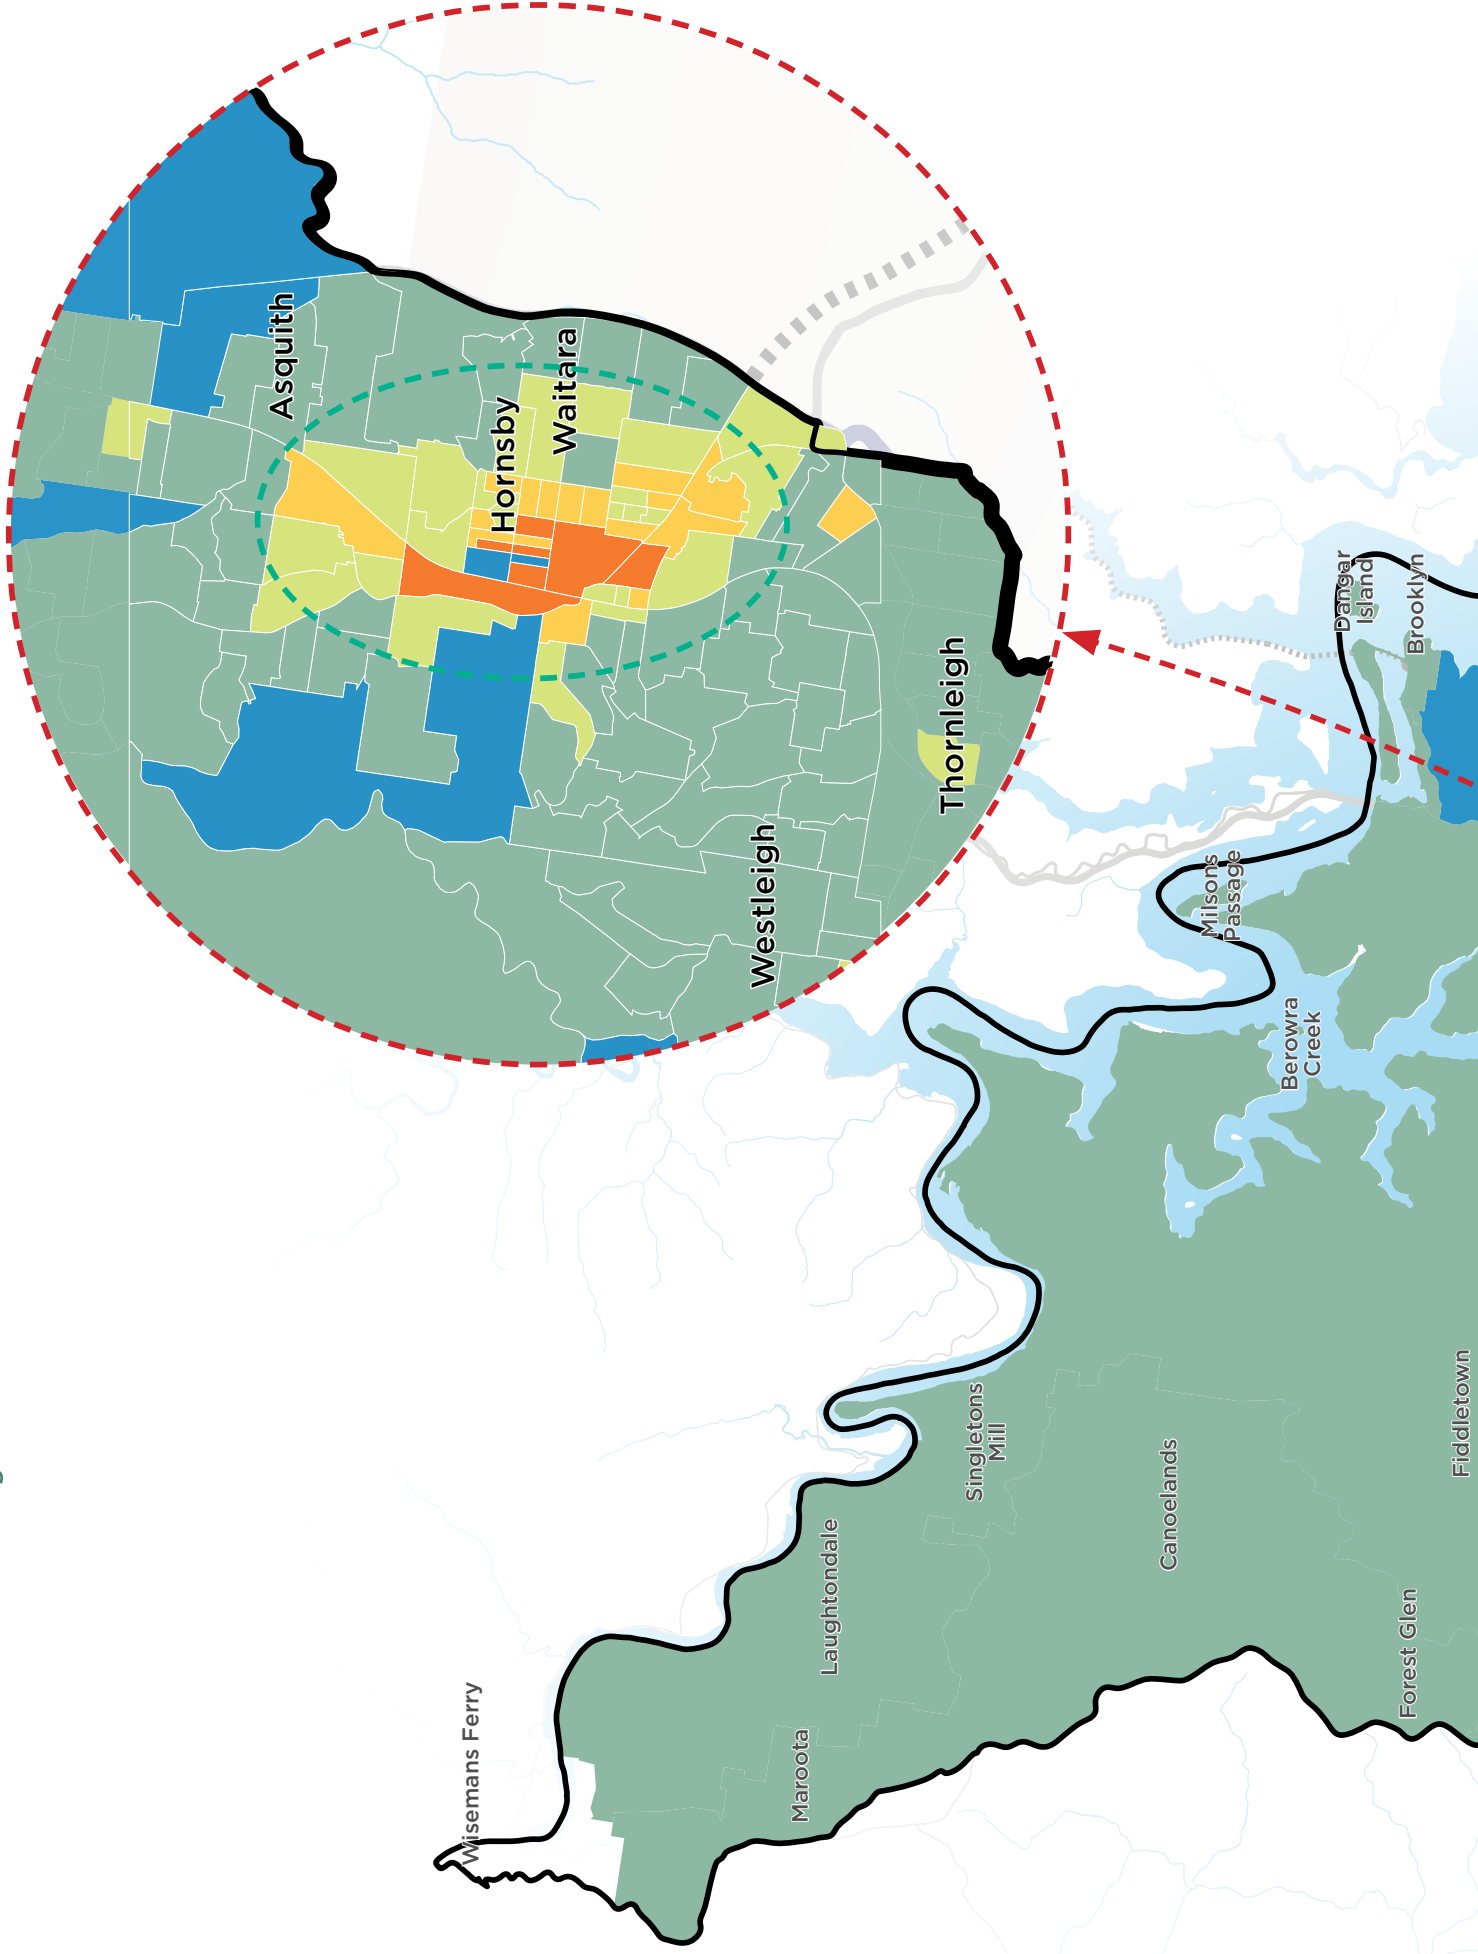 Asquith
Hornsby
Waitara
Thornleigh
Westleigh
Dangar
Island
Brooklyn
Milsons
Passage
Berowra
Creek
Singletons
Mill
Fiddletown
Canoelands
Laughtondale
Forest Glen
Maroota
Wisemans Ferry